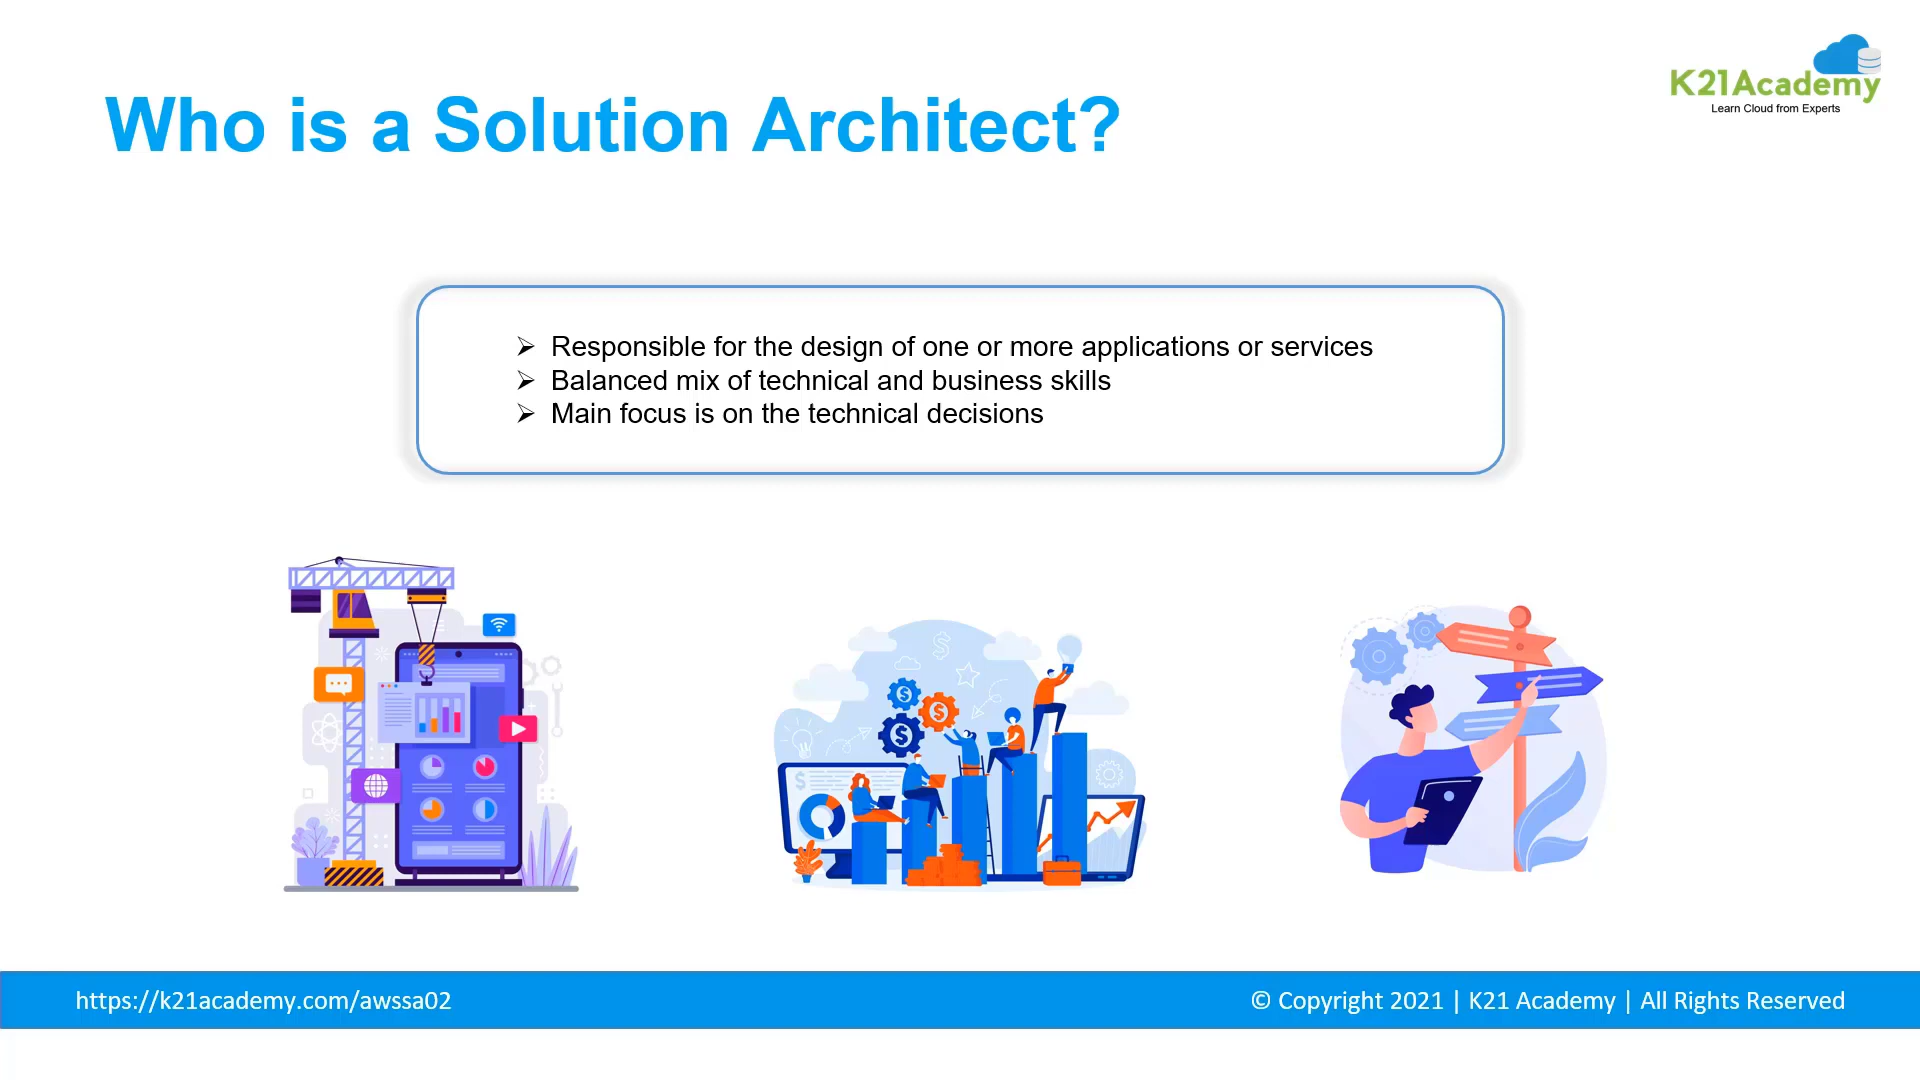 K21Academy
Learn Cloud from Experts
Who is a Solution Architect?
➢ Responsible for the design of one or more applications or services
➢ Balanced mix of technical and business skills
➢ Main focus is on the technical decisions
$
$
$
$
$
https://k21academy.com/awssa02
© Copyright 2021 | K21 Academy | All Rights Reserved